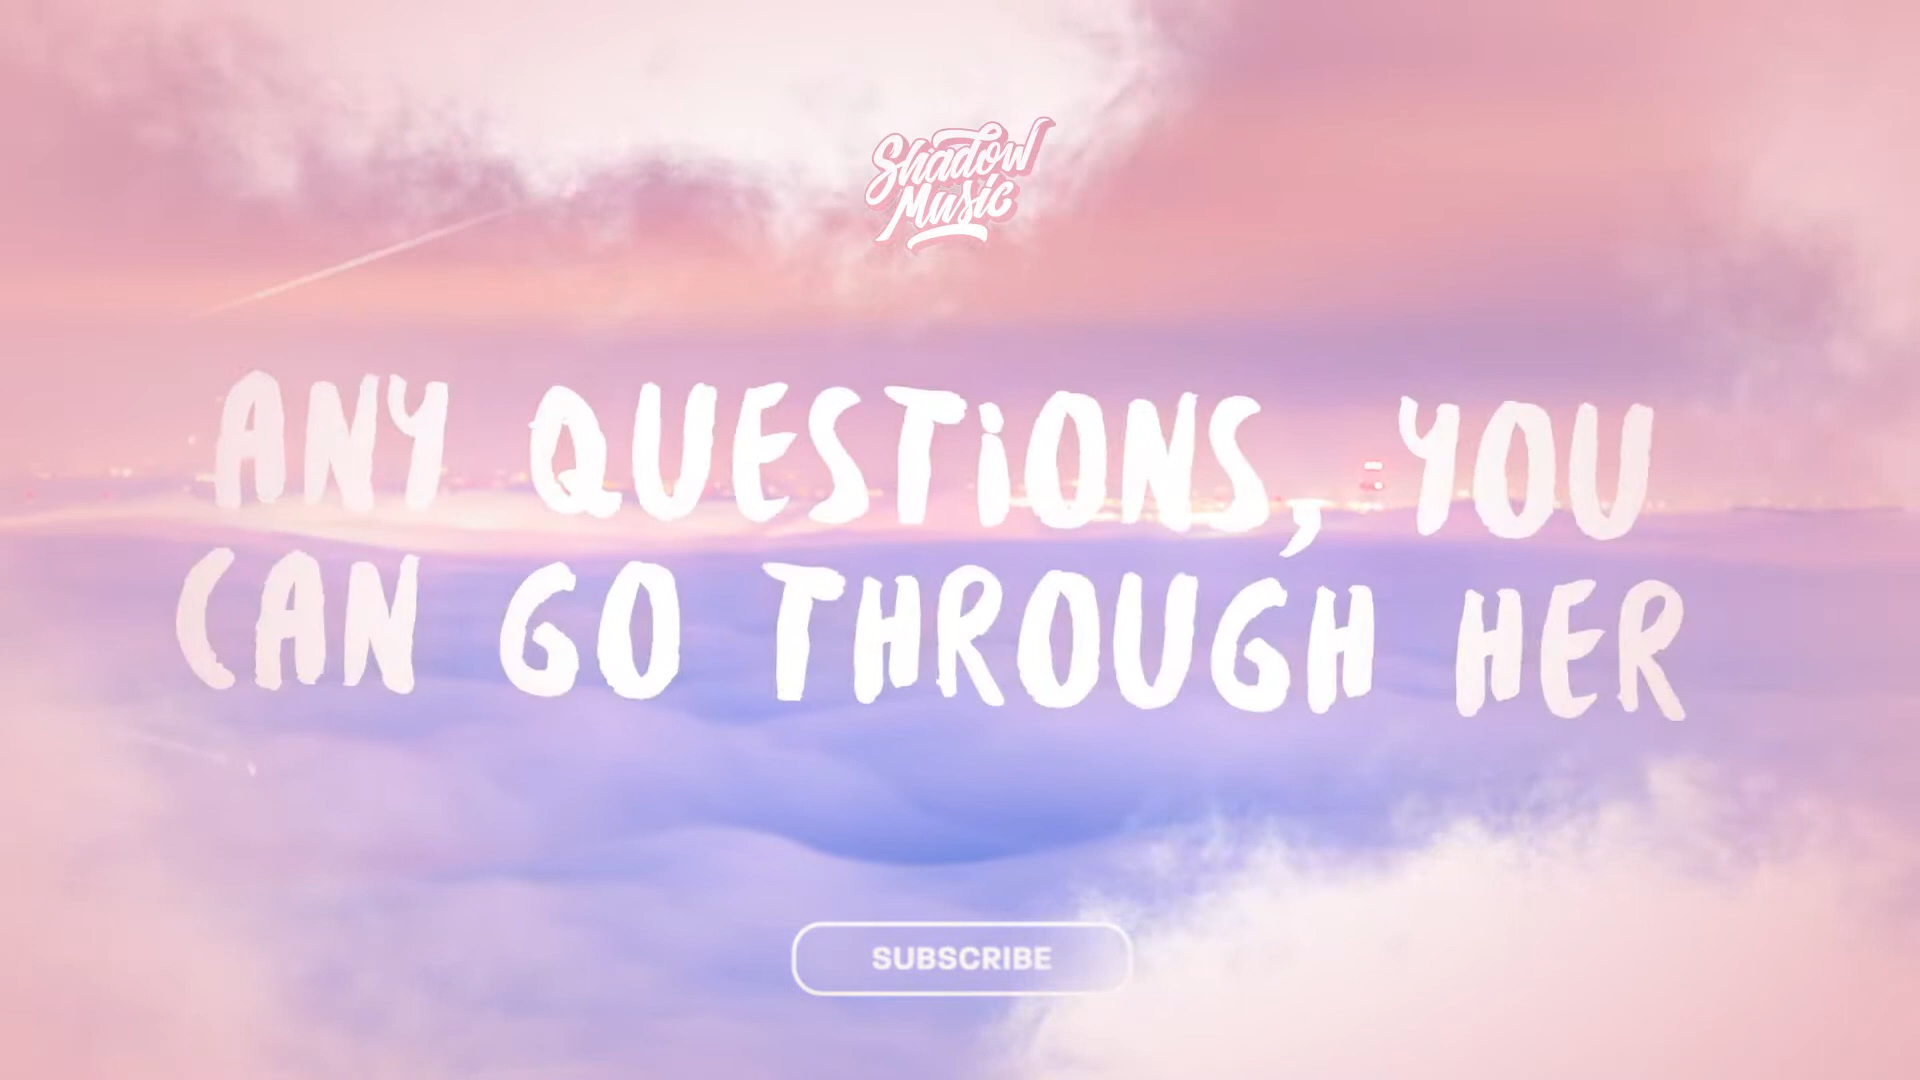 Shadow
Music
ANY QUESTiONS, YOU
CAN GO THROUGH HER
SUBSCRIBE